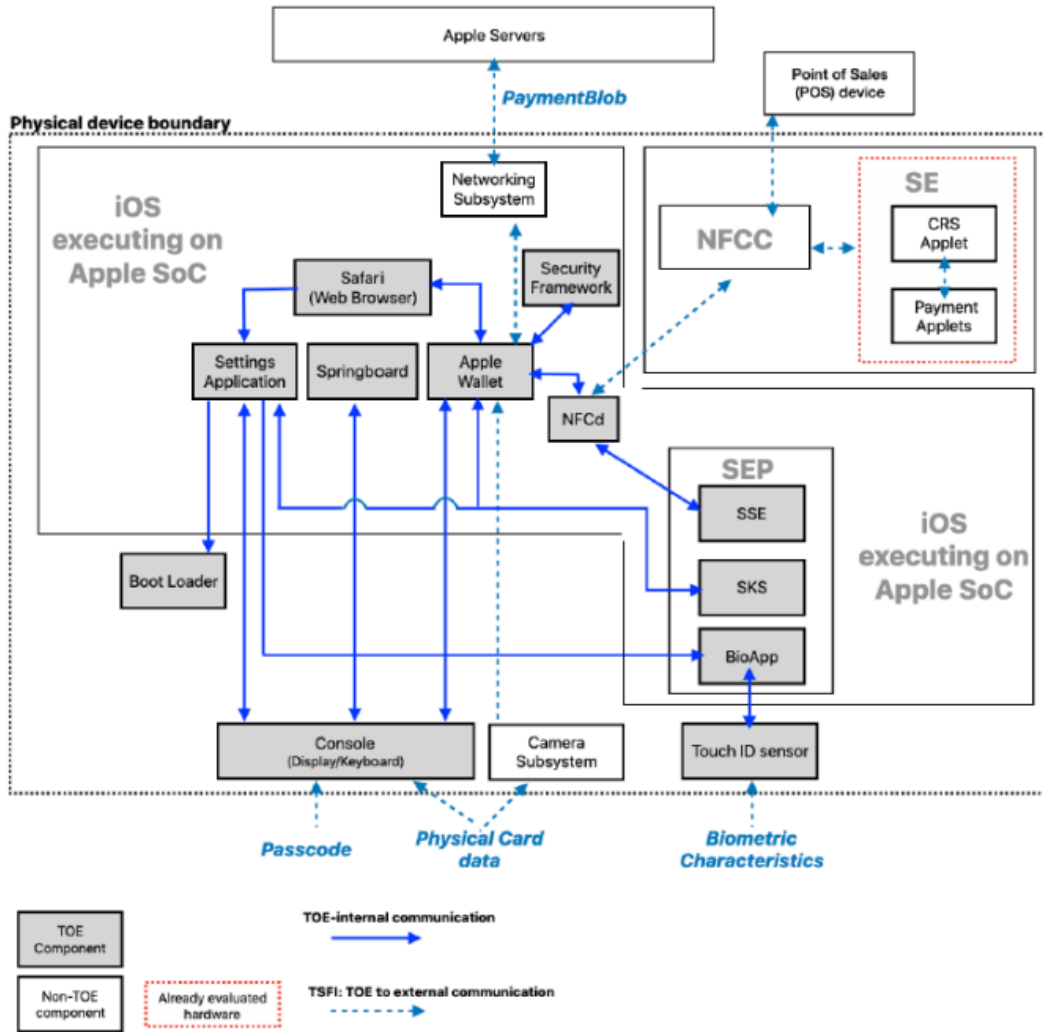 Apple Servers
Point of Sales
(POS) device
PaymentBlob
Physical device boundary
iOS
executing on
Apple SoC
Networking
Subsystem
SE
NFCC
CRS
Applet
Payment
Applets
Safari
(Web Browser)
Security
Framework
Settings
Application
Springboard
Apple
Wallet
NFCd
SEP
SSE
iOS
executing on
Apple SoC
Boot Loader
SKS
BioApp
Console
(Display/Keyboard)
Camera
Subsystem
Touch ID sensor
Passcode
Physical Card
data
Biometric
Characteristics
TOE
Component
TOE-internal communication
Non-TOE
component
Already evaluated
hardware
TSFI: TOE to external communication